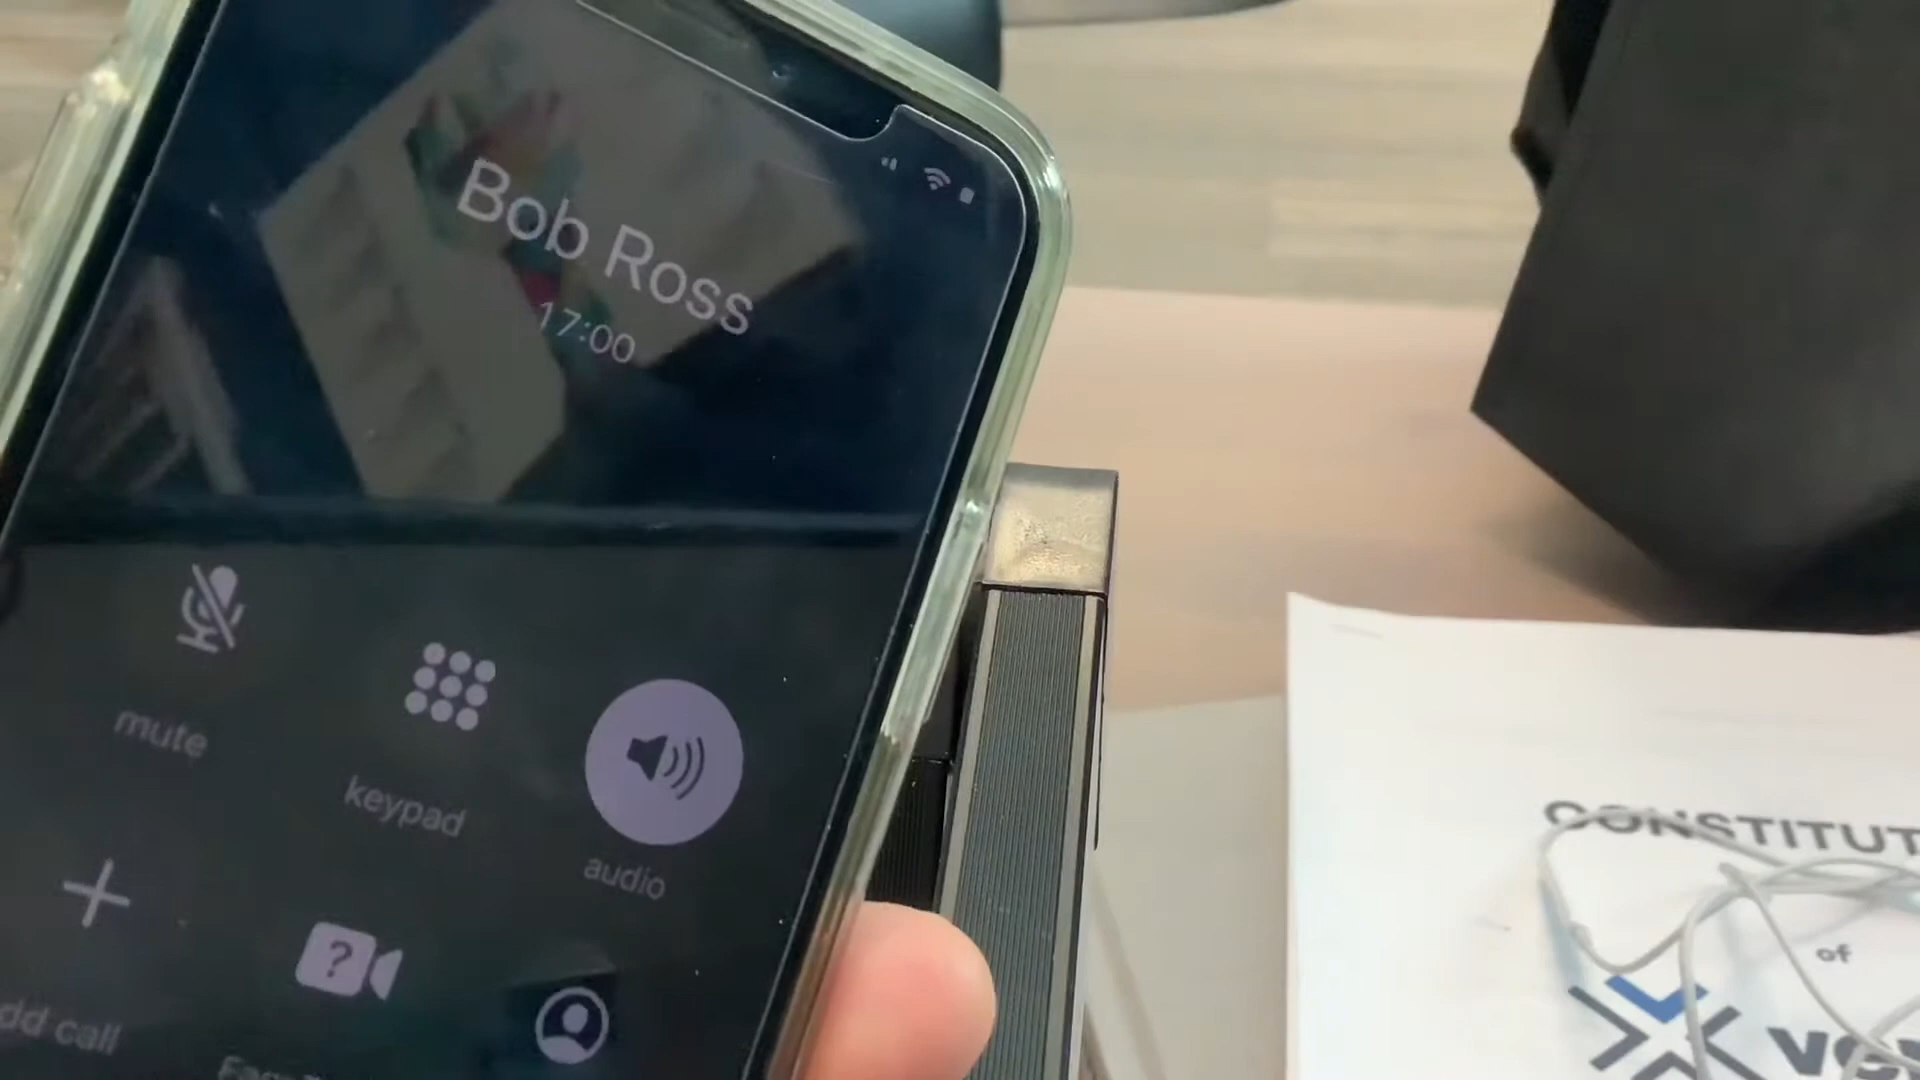 Bob Ross
17:00
mute
keypad
audio
dd call
CONSTITUT
of